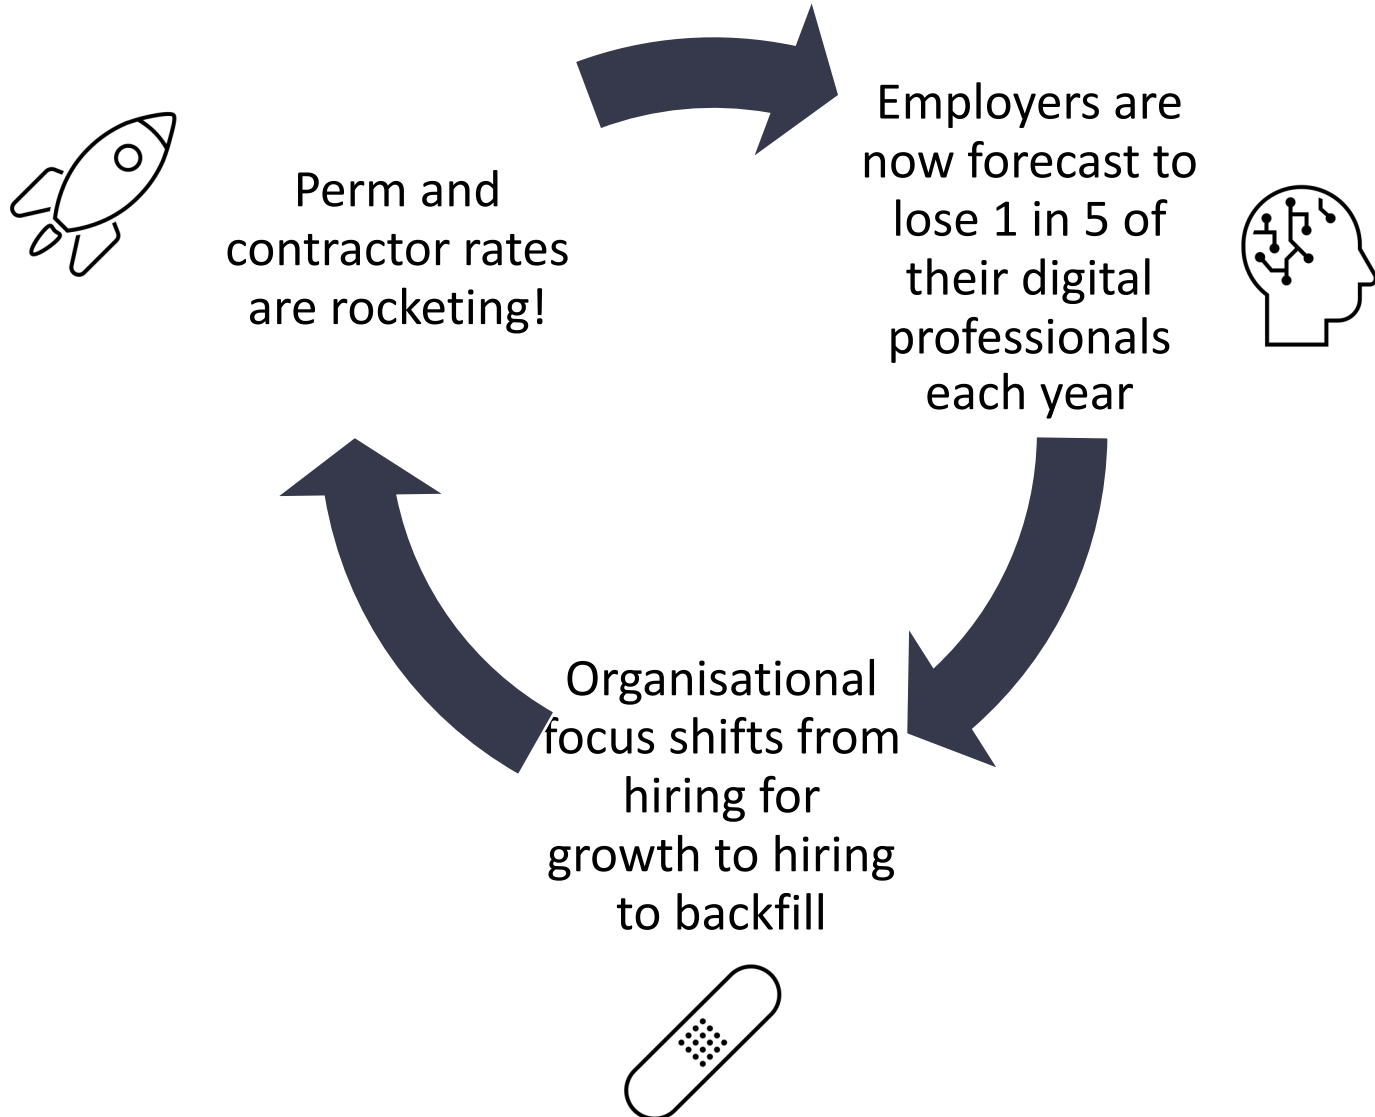 Perm and
contractor rates
are rocketing!
Employers are
now forecast to
lose 1 in 5 of
their digital
professionals
each year
Organisational
focus shifts from
hiring for
growth to hiring
to backfill